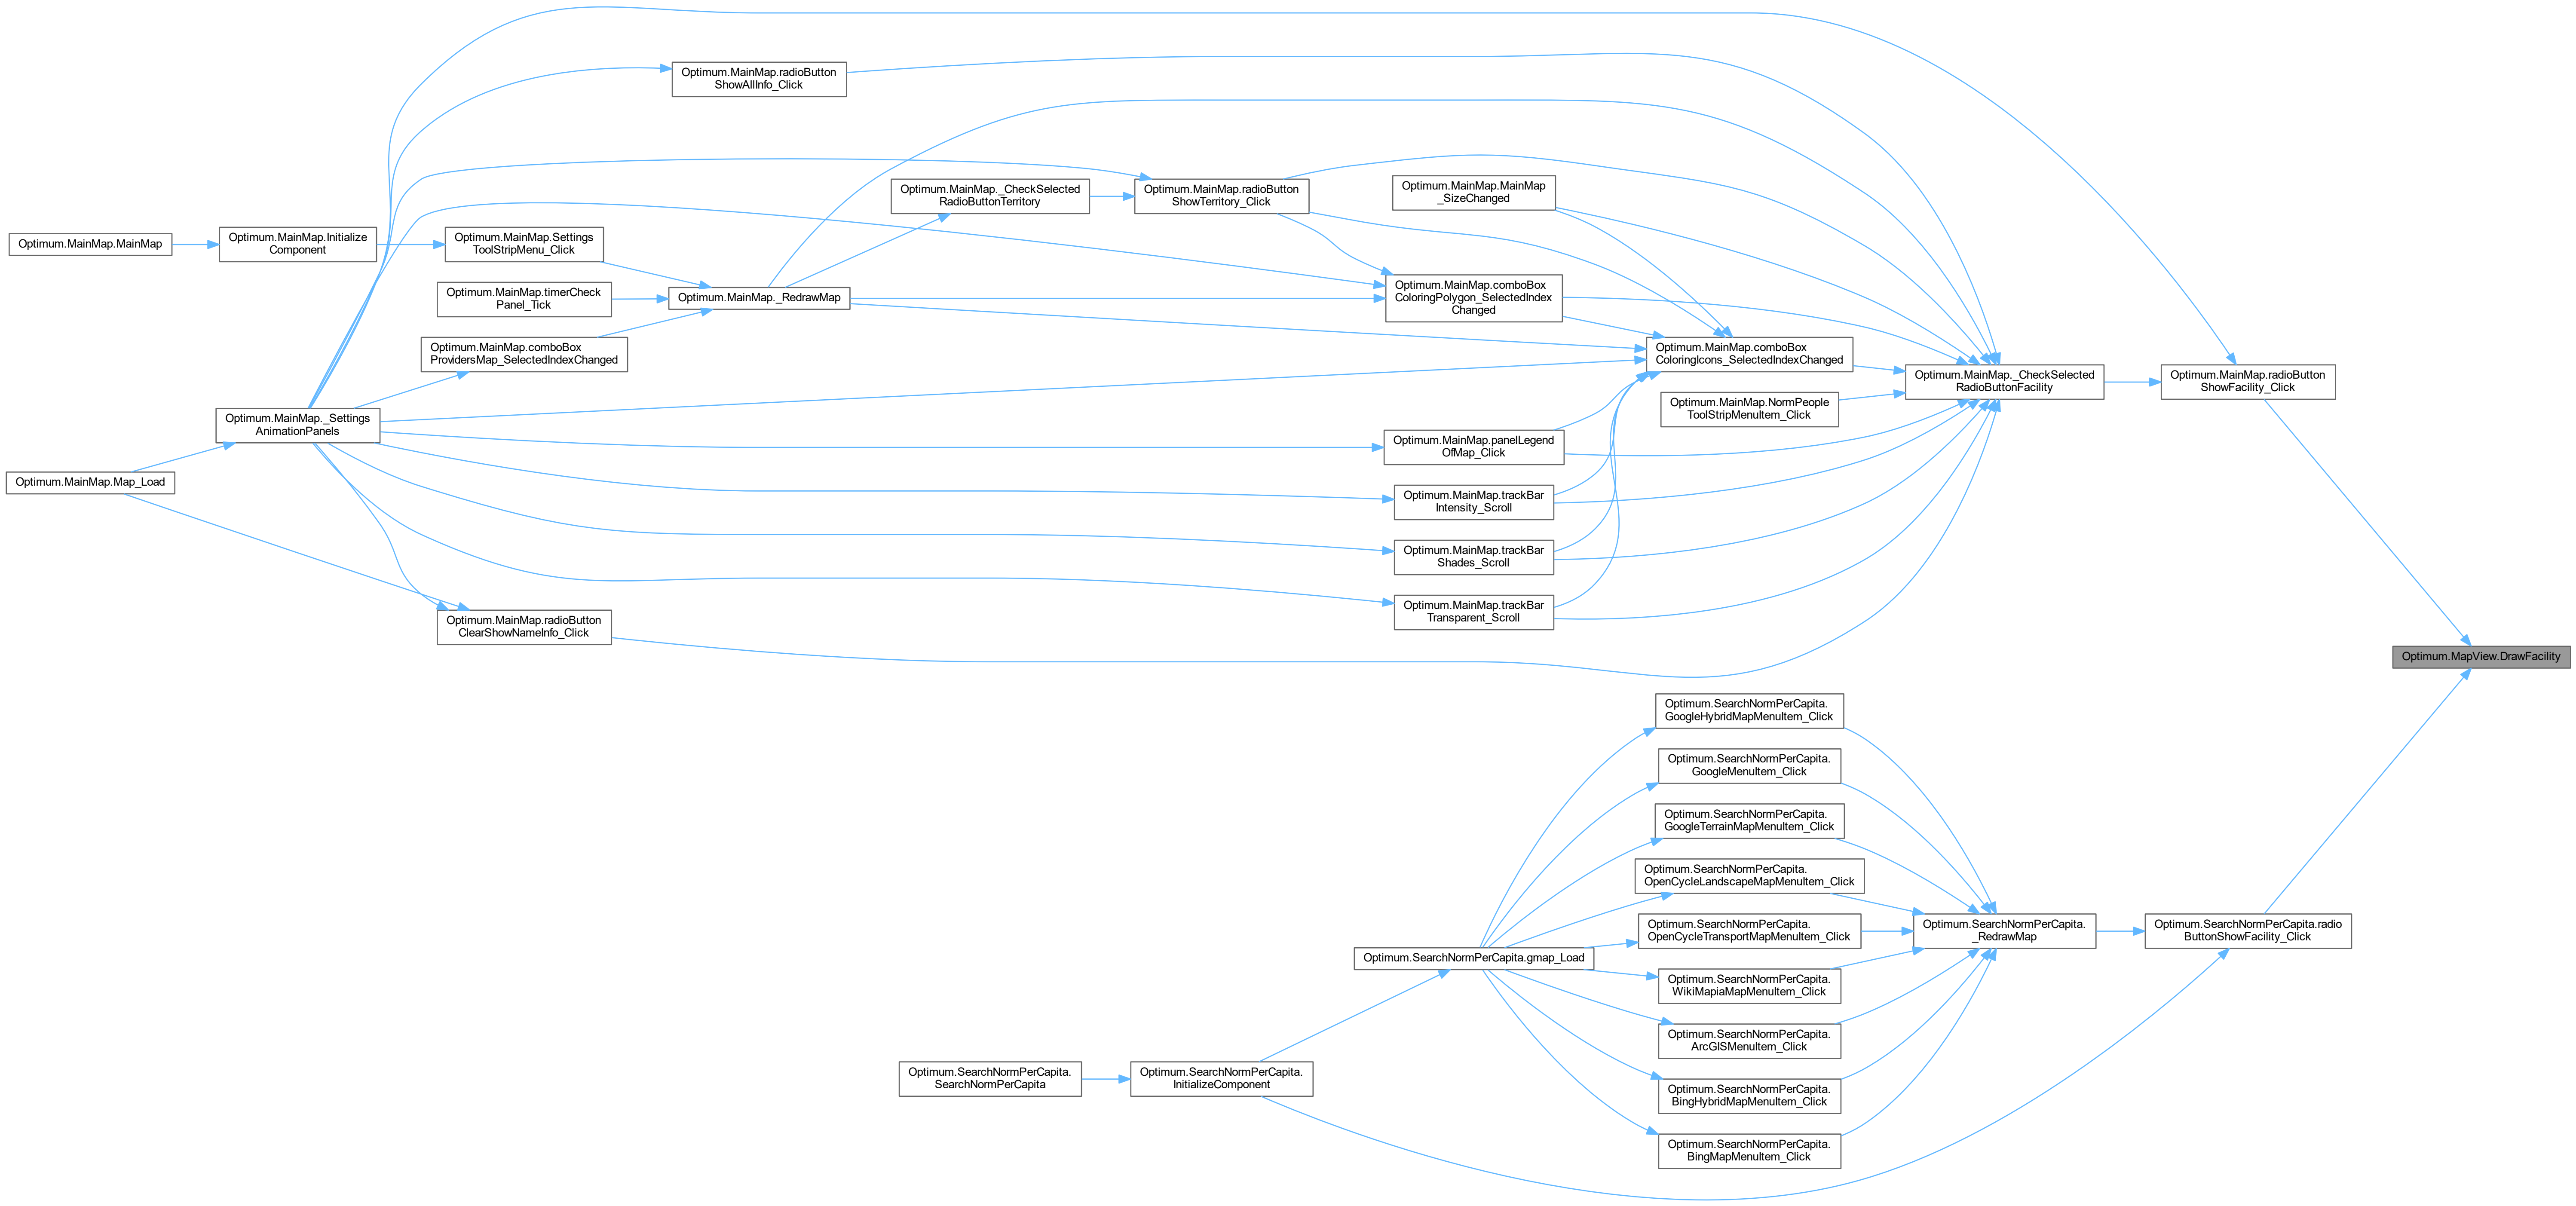 Optimum.MainMap.radioButton
ShowAllInfo_Click
Optimum.MainMap._CheckSelected
RadioButtonTerritory
Optimum.MainMap.radioButton
ShowTerritory_Click
Optimum.MainMap.MainMap
_SizeChanged
Optimum.MainMap.MainMap
Optimum.MainMap.Initialize
Component
Optimum.MainMap.Settings
ToolStripMenu_Click
Optimum.MainMap.timerCheck
Panel_Tick
Optimum.MainMap._RedrawMap
Optimum.MainMap.comboBox
ColoringPolygon_SelectedIndex
Changed
Optimum.MainMap.comboBox
ProvidersMap_SelectedIndexChanged
Optimum.MainMap.comboBox
ColoringIcons_SelectedIndexChanged
Optimum.MainMap._CheckSelected
RadioButtonFacility
Optimum.MainMap.radioButton
ShowFacility_Click
Optimum.MainMap.NormPeople
ToolStripMenuItem_Click
Optimum.MainMap._Settings
AnimationPanels
Optimum.MainMap.panelLegend
OfMap_Click
Optimum.MainMap.Map_Load
Optimum.MainMap.trackBar
Intensity_Scroll
Optimum.MainMap.trackBar
Shades_Scroll
Optimum.MainMap.trackBar
Transparent_Scroll
Optimum.MainMap.radioButton
ClearShowNameInfo_Click
Optimum.MapView.DrawFacility
Optimum.SearchNormPerCapita.
GoogleHybridMapMenuItem_Click
Optimum.SearchNormPerCapita.
GoogleMenuItem_Click
Optimum.SearchNormPerCapita.
GoogleTerrainMapMenuItem_Click
Optimum.SearchNormPerCapita.
OpenCycleLandscapeMapMenuItem_Click
Optimum.SearchNormPerCapita.
OpenCycleTransportMapMenuItem_Click
Optimum.SearchNormPerCapita.
_RedrawMap
Optimum.SearchNormPerCapita.radio
ButtonShowFacility_Click
Optimum.SearchNormPerCapita.gmap_Load
Optimum.SearchNormPerCapita.
WikiMapiaMapMenuItem_Click
Optimum.SearchNormPerCapita.
ArcGISMenuItem_Click
Optimum.SearchNormPerCapita.
SearchNormPerCapita
Optimum.SearchNormPerCapita.
InitializeComponent
Optimum.SearchNormPerCapita.
BingHybridMapMenuItem_Click
Optimum.SearchNormPerCapita.
BingMapMenuItem_Click